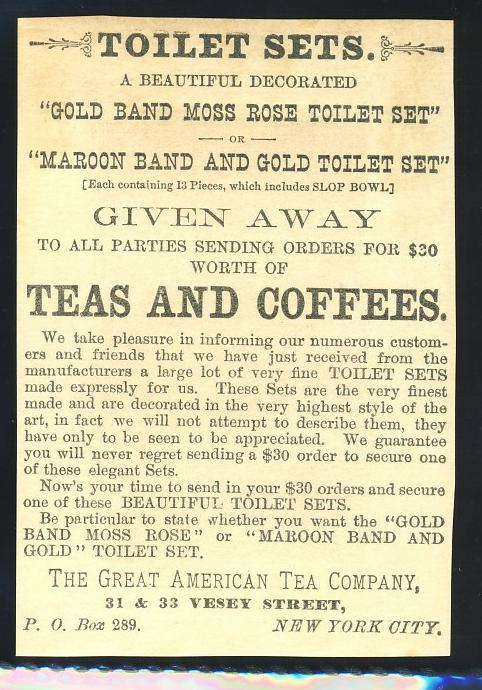 TOILET SETS.
A BEAUTIFUL DECORATED
"GOLD BAND MOSS ROSE TOILET SET"
OR
"MAROON BAND AND GOLD TOILET SET"
[Each containing 13 Pieces, which includes SLOP BOWL.]
GIVEN AWAY
TO ALL PARTIES SENDING ORDERS FOR $30
WORTH OF
TEAS AND COFFEES.
We take pleasure in informing our numerous custom-
ers and friends that we have just received from the
manufacturers a large lot of very fine TOILET SETS
made expressly for us. These Sets are the very finest
made and are decorated in the very highest style of the
art, in fact we will not attempt to describe them, they
have only to be seen to be appreciated. We guarantee
you will never regret sending a $30 order to secure one
of these elegant Sets.
Now's your time to send in your $30 orders and secure
one of these BEAUTIFUL TOILET SETS.
Be particular to state whether you want the "GOLD
BAND MOSS ROSE" or "MAROON BAND AND
GOLD" TOILET SET.
THE GREAT AMERICAN TEA COMPANY,
31 & 33 VESEY STREET,
P. O. Box 289. NEW YORK CITY.